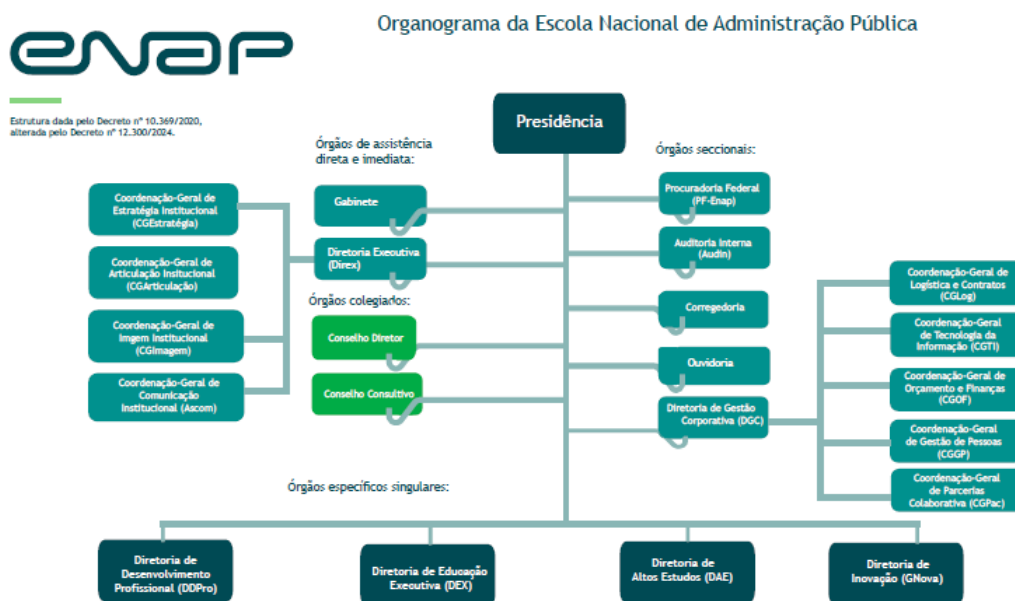 Organograma da Escola Nacional de Administração Pública
enap
Estrutura dada pelo Decreto nº 10.369/2020,
alterada pelo Decreto nº 12.300/2024.
Presidência
Órgãos de assistência
direta e imediata:
Gabinete
Diretoria Executiva
(Direx)
Coordenação-Geral de
Estratégia Institucional
(CGEstratégia)
Coordenação-Geral de
Articulação Insitucional
(CGArticulação)
Coordenação-Geral de
Imgem Institucional
(CGImagem)
Coordenação-Geral de
Comunicação
Institucional (Ascom)
Órgãos colegiados:
Conselho Diretor
Conselho Consultivo
Órgãos seccionais:
Procuradoria Federal
(PF-Enap)
Auditoria Interna
(Audin)
Corregedoria
Ouvidoria
Diretoria de Gestão
Corporativa (DGC)
Coordenação-Geral de
Logística e Contratos
(CGLog)
Coordenação-Geral
de Tecnologia da
Informação (CGTI)
Coordenação-Geral de
Orçamento e Finanças
(CGOF)
Coordenação-Geral
de Gestão de Pessoas
(CGGP)
Coordenação-Geral
de Parcerias
Colaborativa (CGPac)
Órgãos específicos singulares:
Diretoria de
Desenvolvimento
Profissional (DDPro)
Diretoria de Educação
Executiva (DEX)
Diretoria de
Altos Estudos (DAE)
Diretoria de
Inovação (GNova)